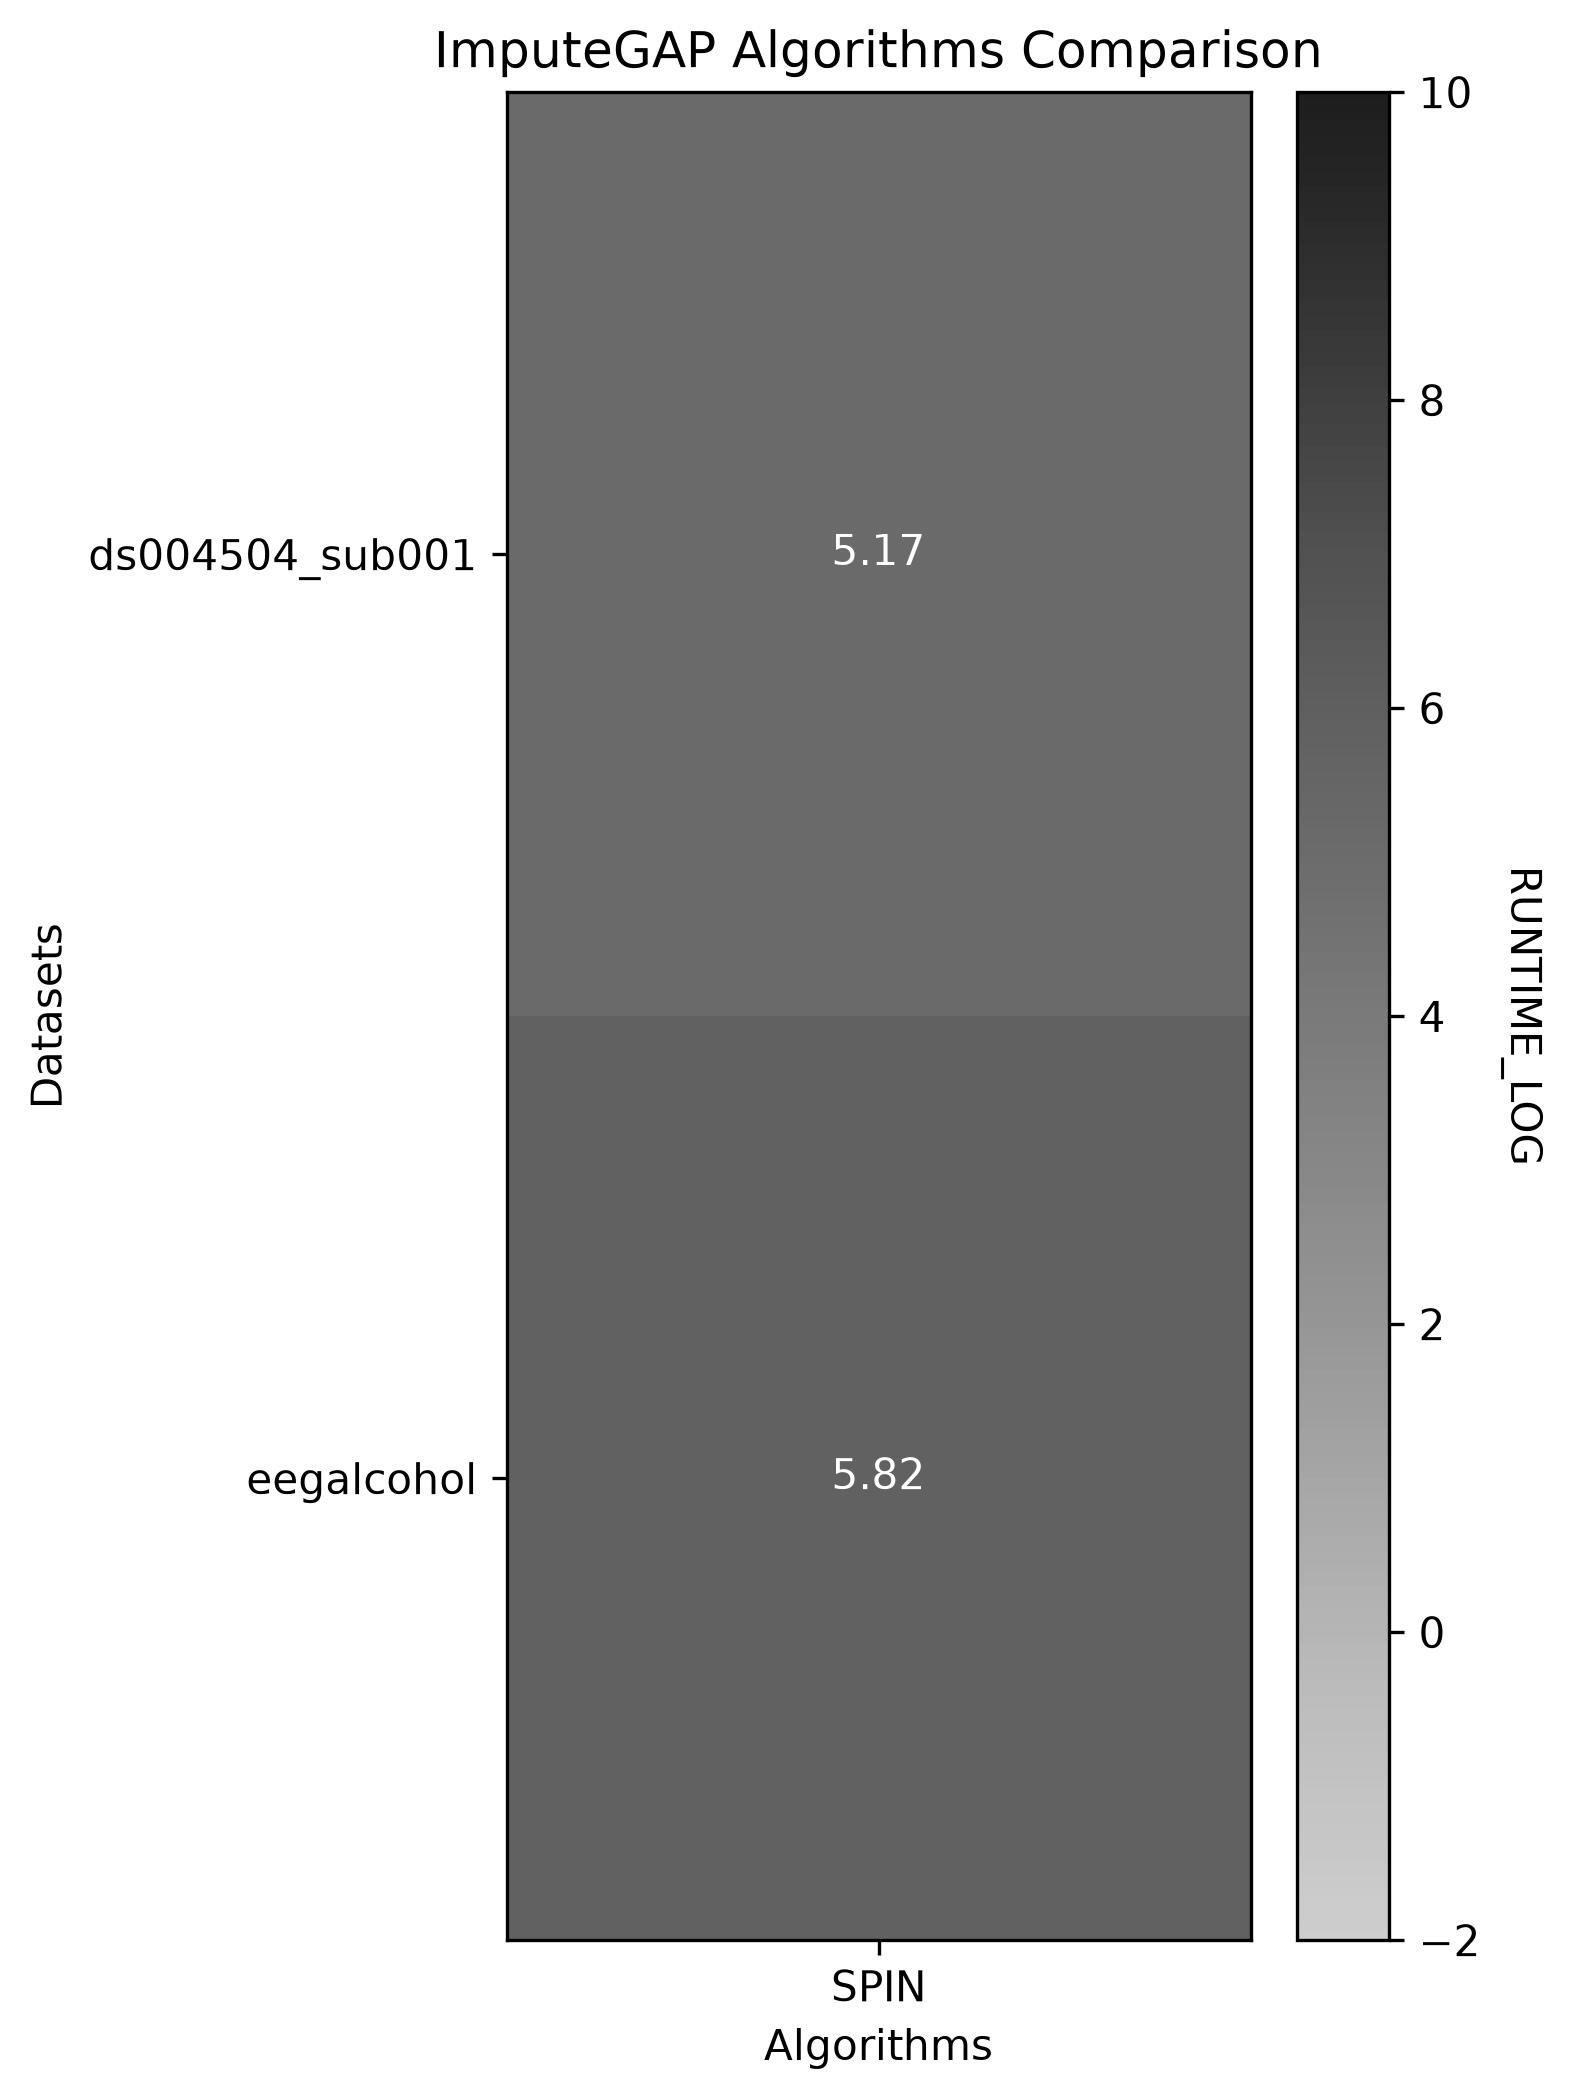 ImputeGAP Algorithms Comparison
10
8
6
4
2
0
−2
RUNTIME_LOG
Datasets
ds004504_sub001
5.17
eegalcohol
5.82
SPIN
Algorithms